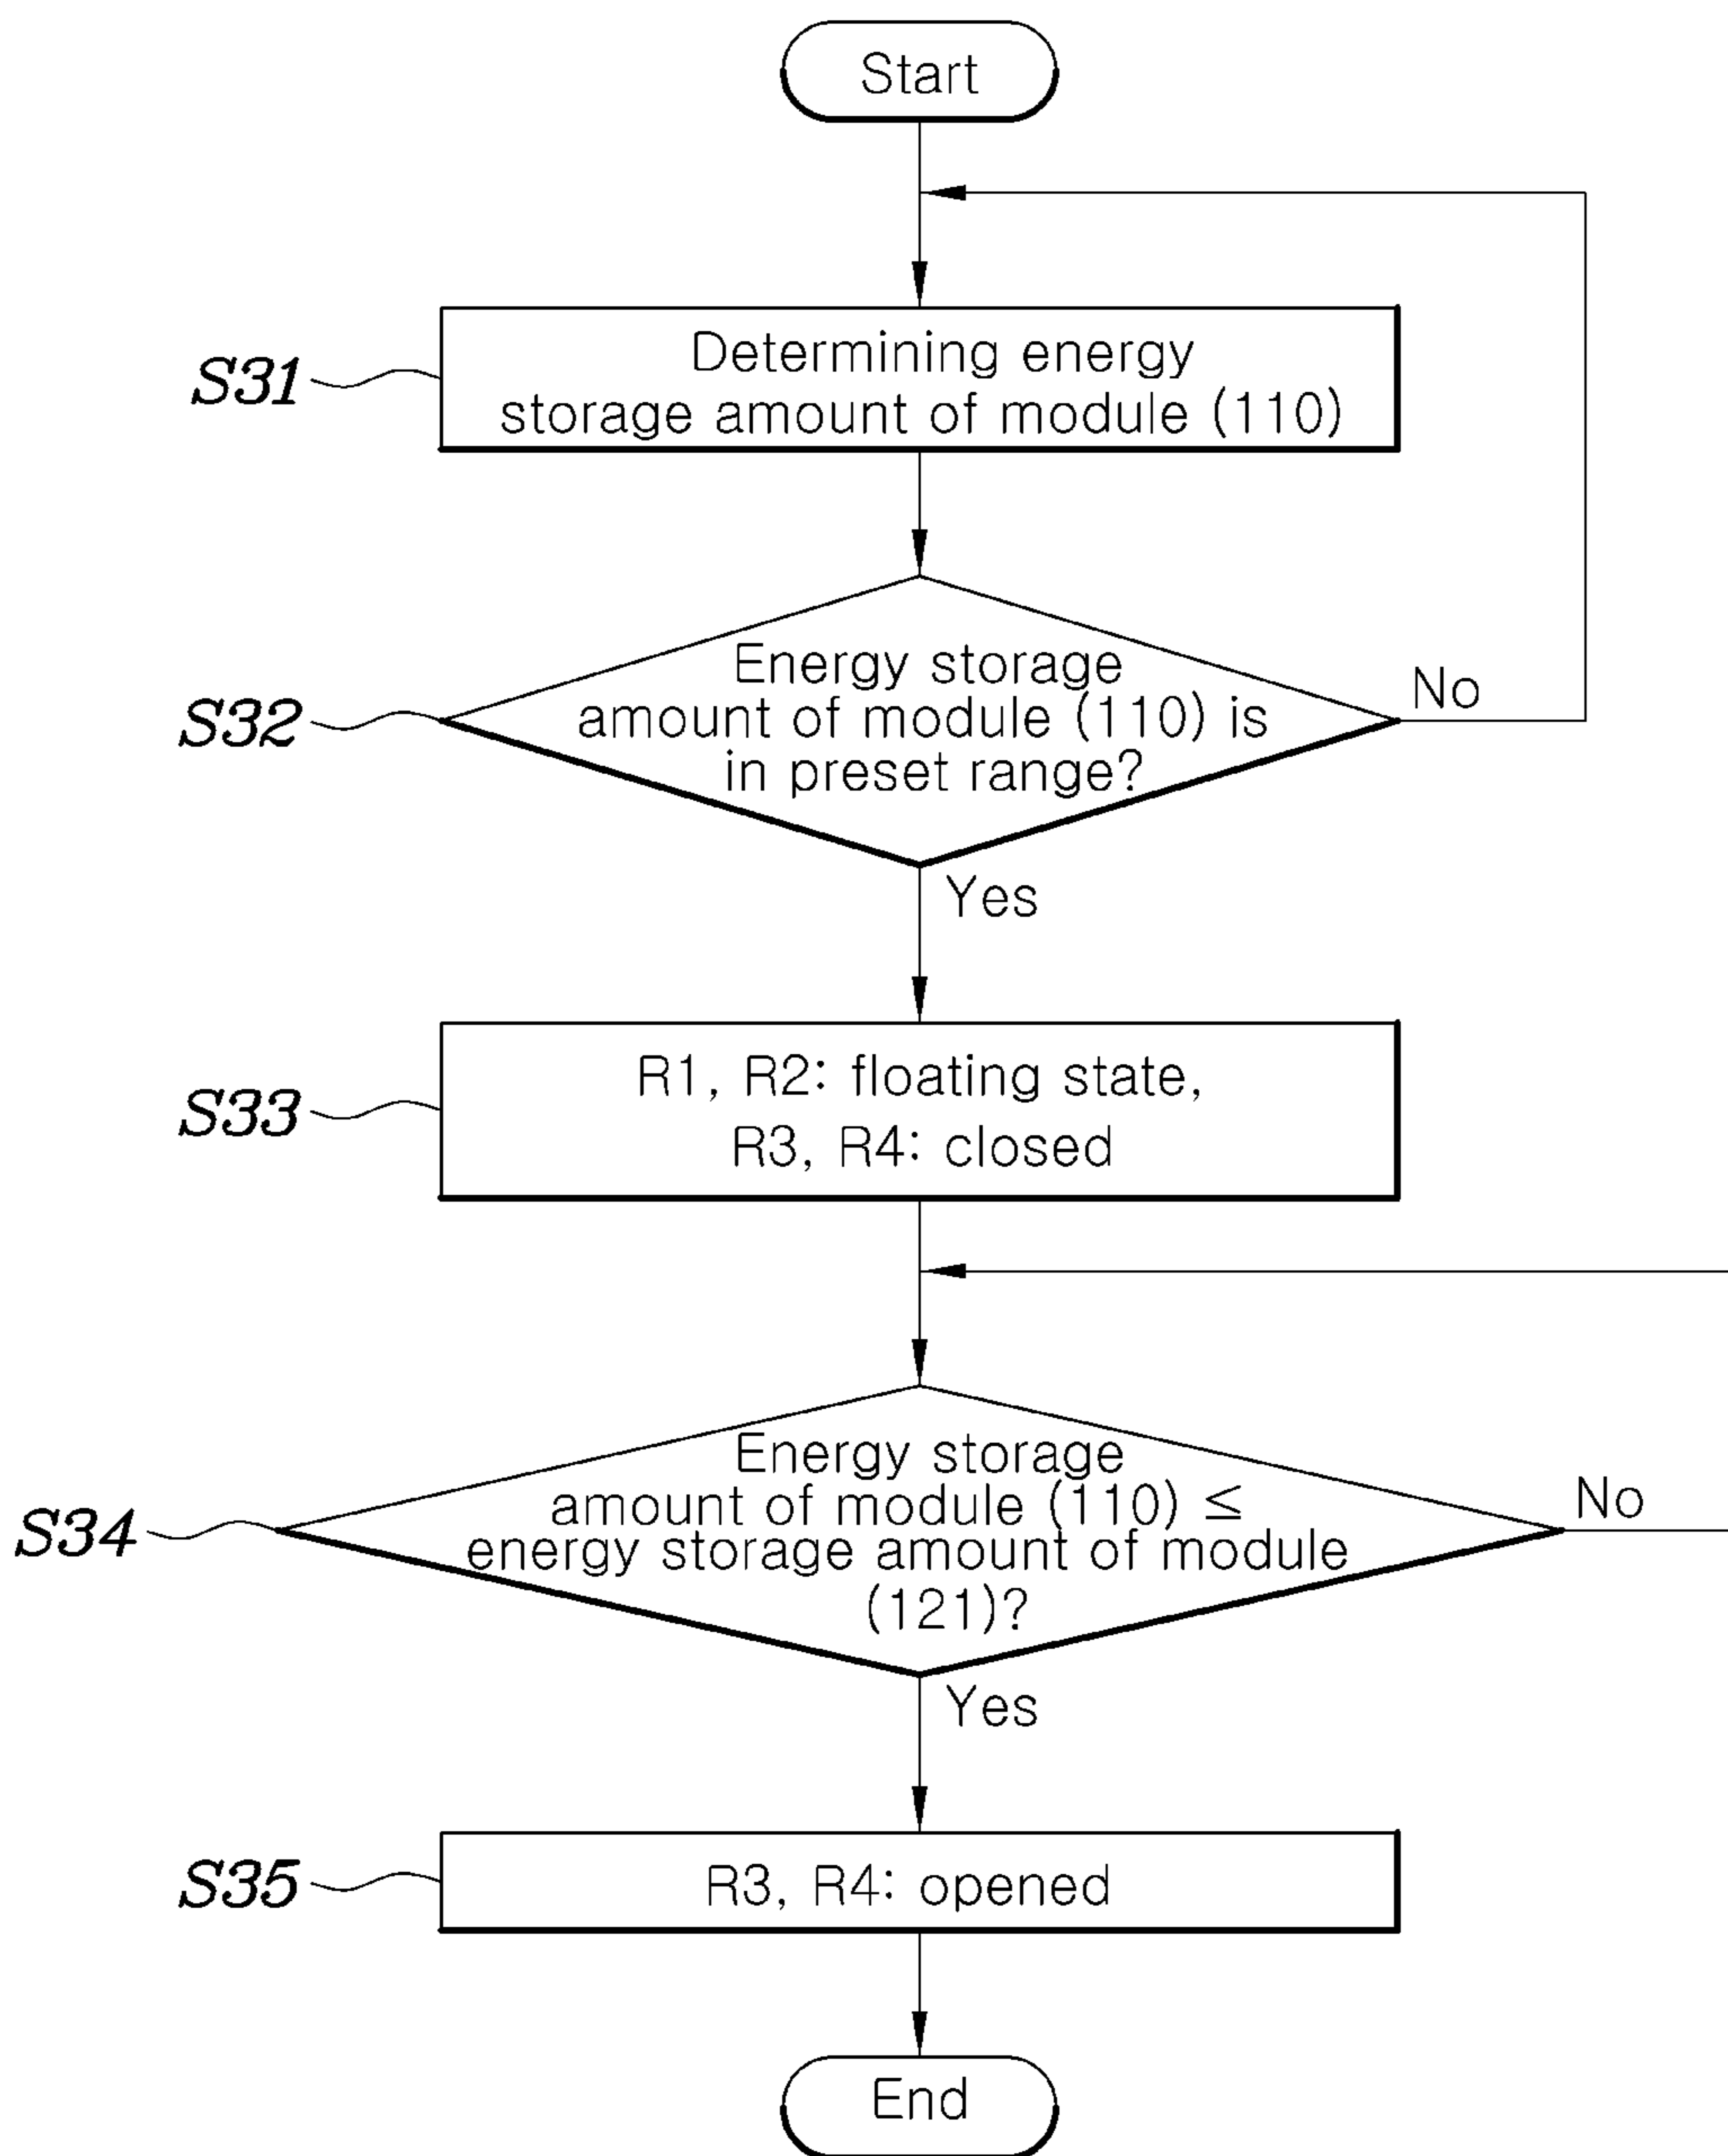 Start
S31
Determining energy
storage amount of module (110)
S32
Energy storage
amount of module (110) is
in preset range?
No
Yes
S33
R1, R2: floating state,
R3, R4: closed
S34
Energy storage
amount of module (110) ≤
energy storage amount of module
(121)?
No
Yes
S35
R3, R4: opened
End